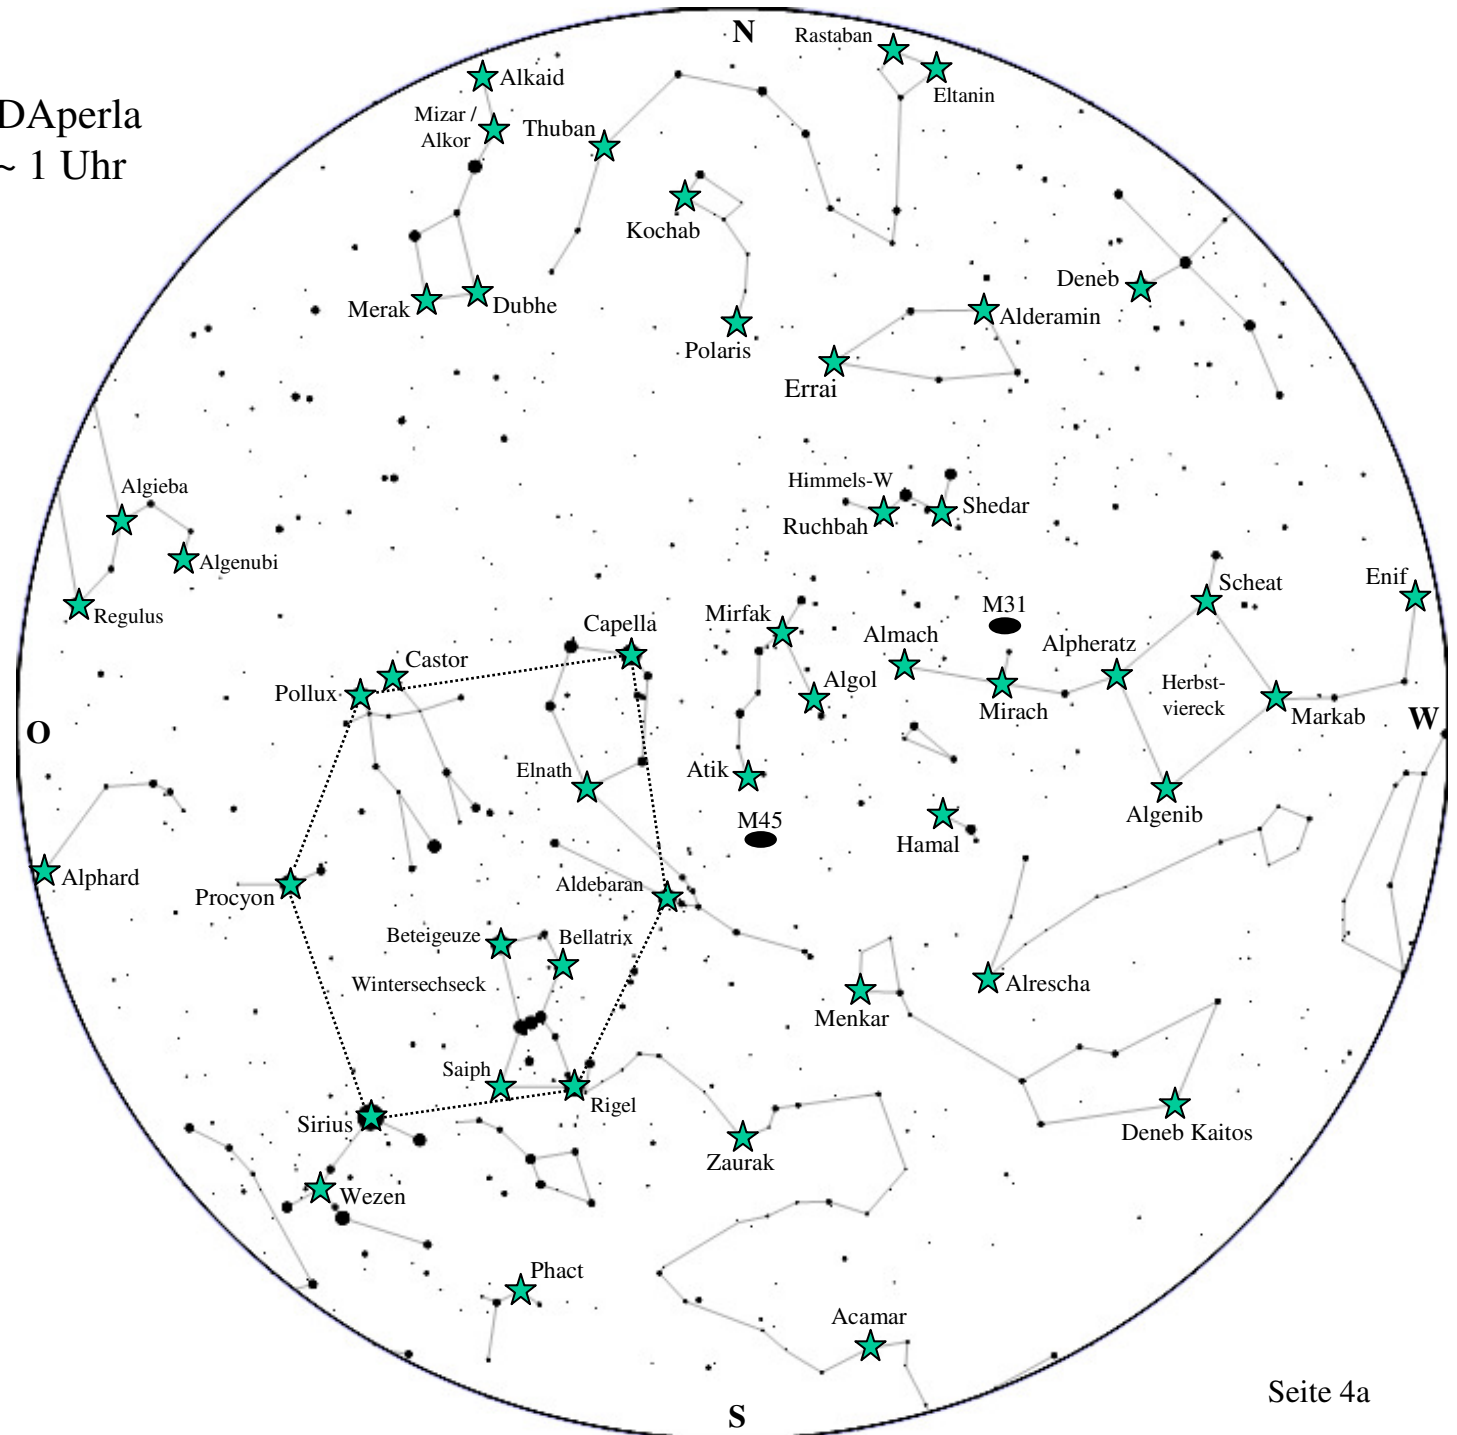 N
Rastaban
Eltanin
Alkaid
DAperla
~ 1 Uhr
Mizar /
Alkor
Thuban
Kochab
Deneb
Merak
Dubhe
Alderamin
Polaris
Errai
Algieba
Himmels-W
Ruchbah
Shedar
Algenubi
Regulus
Scheat
Enif
M31
Capella
Mirfak
Almach
Alpheratz
Castor
Pollux
Algol
Mirach
Herbst-
viereck
Markab
O
W
Elnath
Atik
M45
Algenib
Hamal
Alphard
Procyon
Aldebaran
Beteigeuze
Bellatrix
Wintersechseck
Alrescha
Menkar
Saiph
Rigel
Sirius
Deneb Kaitos
Zaurak
Wezen
Phact
Acamar
Seite 4a
S